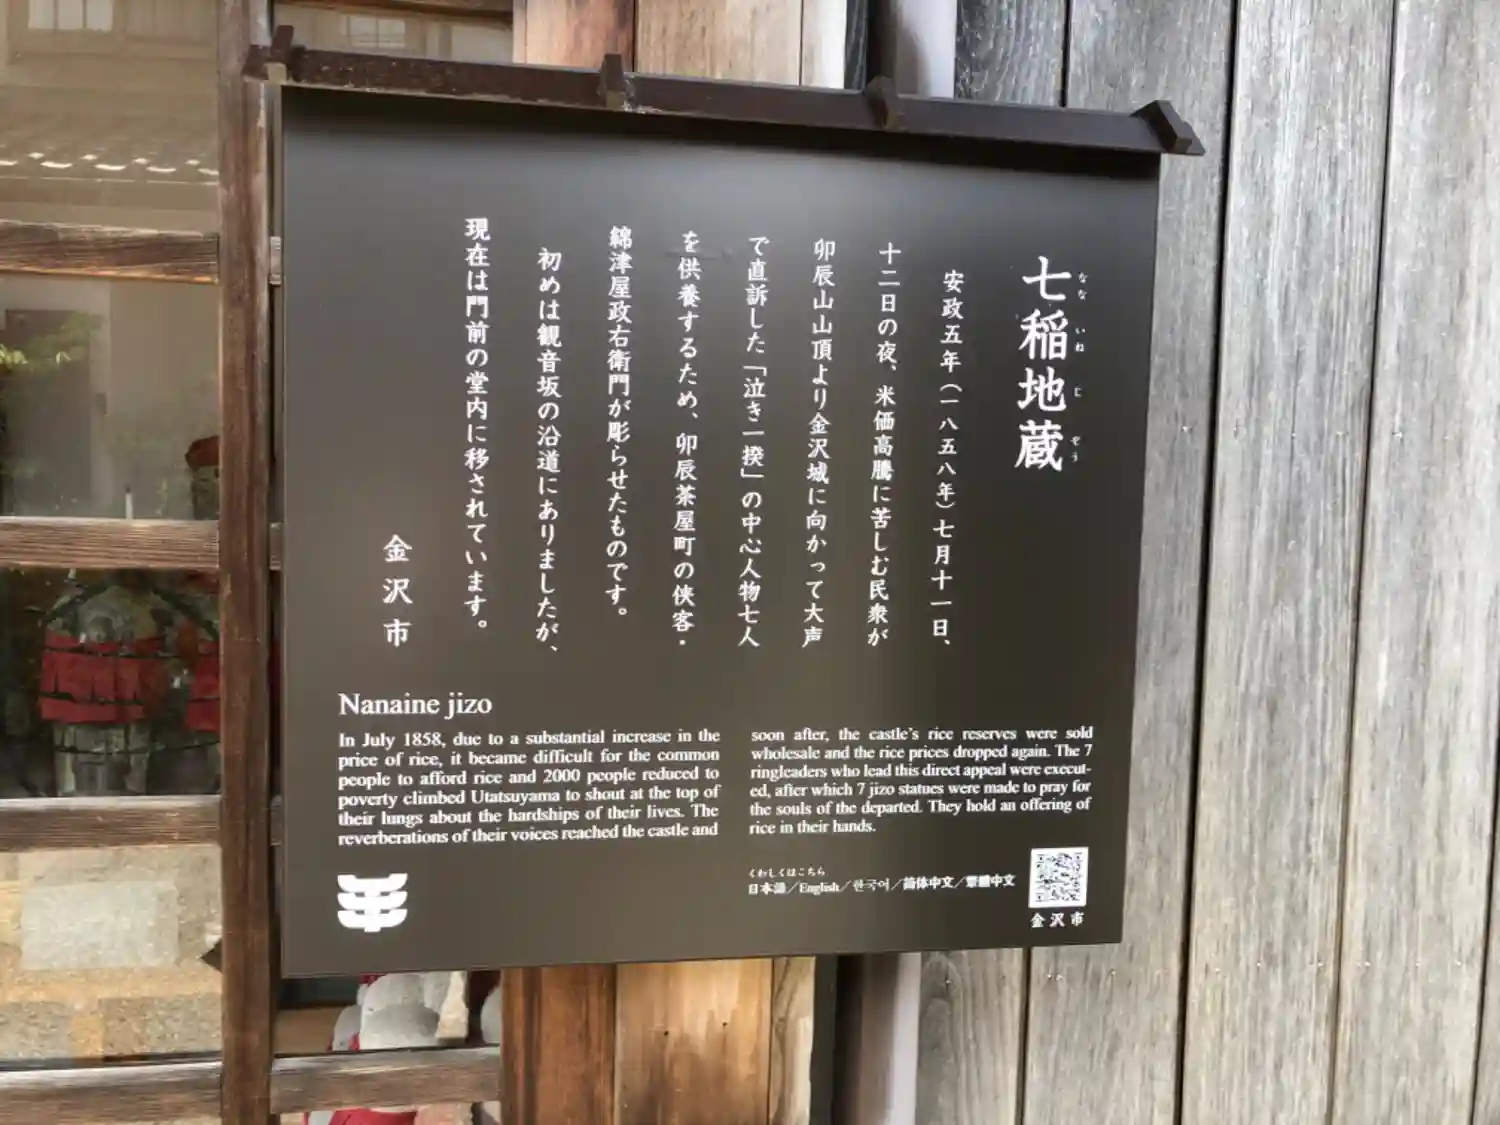 七稲地蔵
なな いね じ ぞう
安政五年（一八五八年）七月十一日、
十二日の夜、米価高騰に苦しむ民衆が
卯辰山山頂より金沢城に向かって大声
で直訴した「泣き一揆」の中心人物七人
を供養するため、卯辰茶屋町の侠客・
綿津屋政右衛門が彫らせたものです。
初めは観音坂の沿道にありましたが、
現在は門前の堂内に移されています。
金沢市
Nanaine jizo
In July 1858, due to a substantial increase in the
price of rice, it became difficult for the common
people to afford rice and 2000 people reduced to
poverty climbed Utatsuyama to shout at the top of
their lungs about the hardships of their lives. The
reverberations of their voices reached the castle and
soon after, the castle's rice reserves were sold
wholesale and the rice prices dropped again. The 7
ringleaders who lead this direct appeal were execut-
ed, after which 7 jizo statues were made to pray for
the souls of the departed. They hold an offering of
rice in their hands.
くわしくはこちら
日本語／English／한국어／简体中文／繁體中文
金沢市